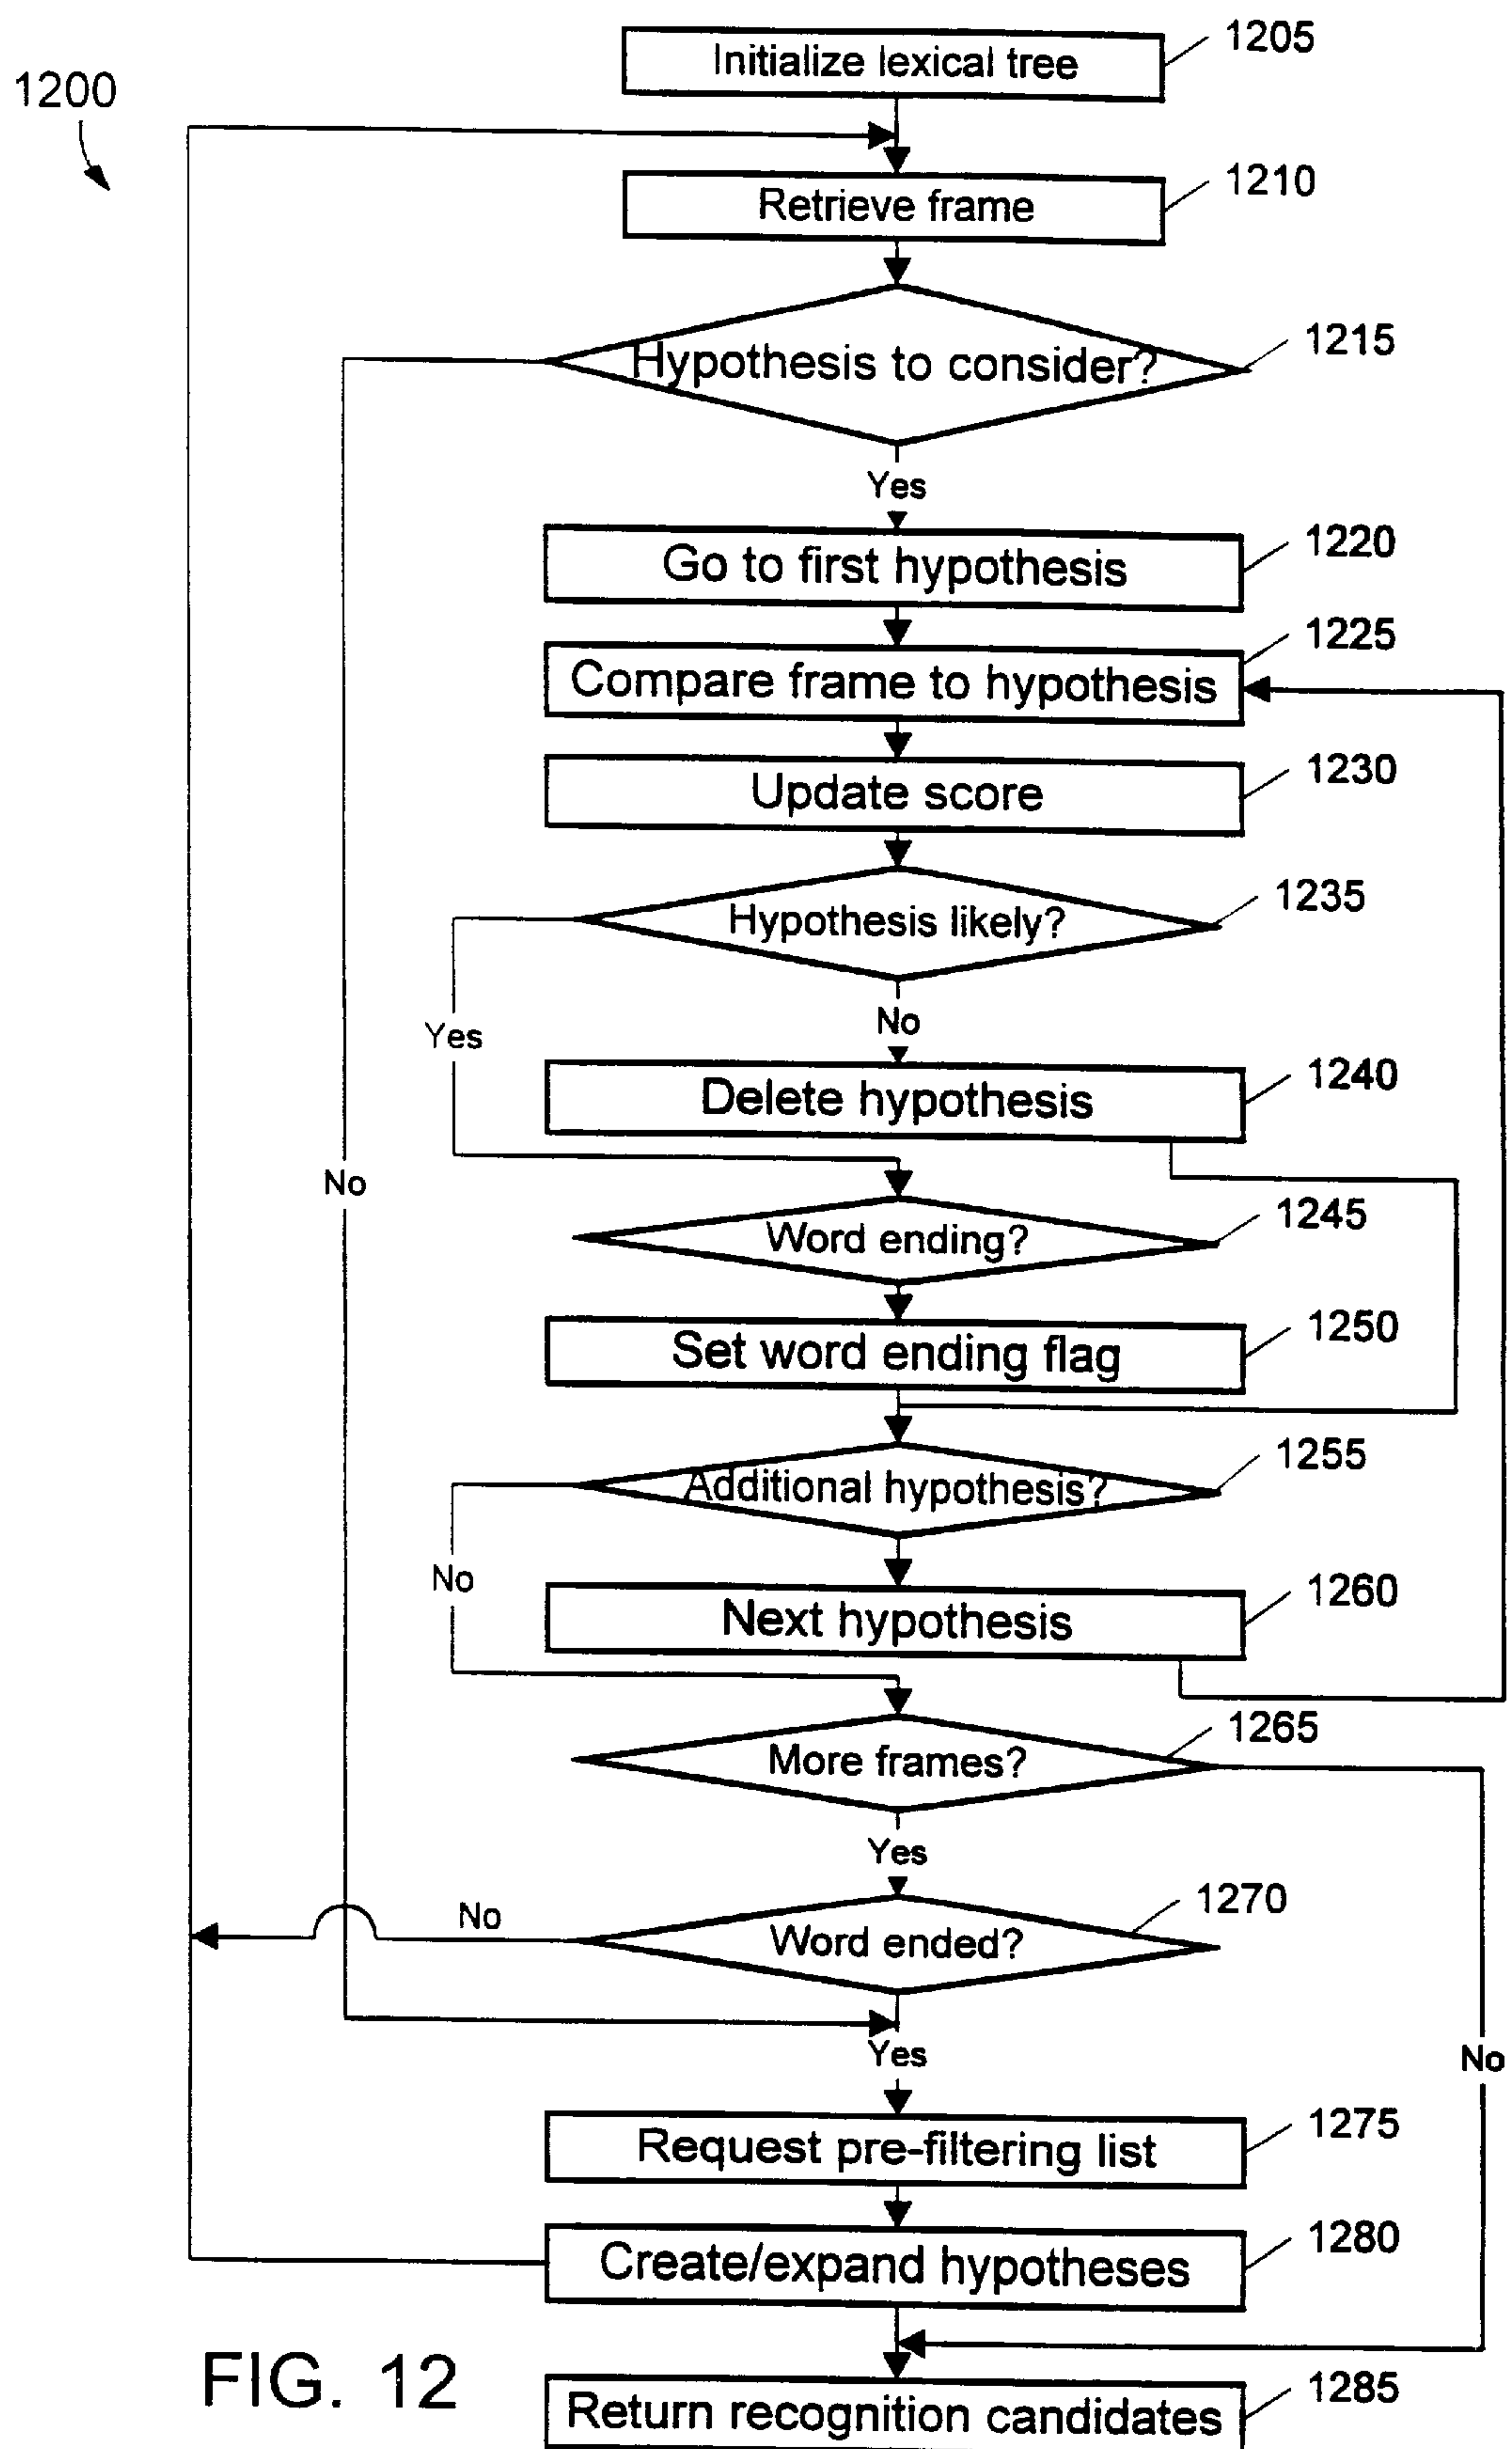 1205
Initialize lexical tree
1200
1210
Retrieve frame
1215
Hypothesis to consider?
Yes
1220
Go to first hypothesis
1225
Compare frame to hypothesis
1230
Update score
1235
Hypothesis likely?
Yes
No
1240
Delete hypothesis
No
1245
Word ending?
1250
Set word ending flag
1255
Additional hypothesis?
No
1260
Next hypothesis
1265
More frames?
Yes
1270
No
Word ended?
Yes
No
1275
Request pre-filtering list
1280
Create/expand hypotheses
FIG. 12
1285
Return recognition candidates